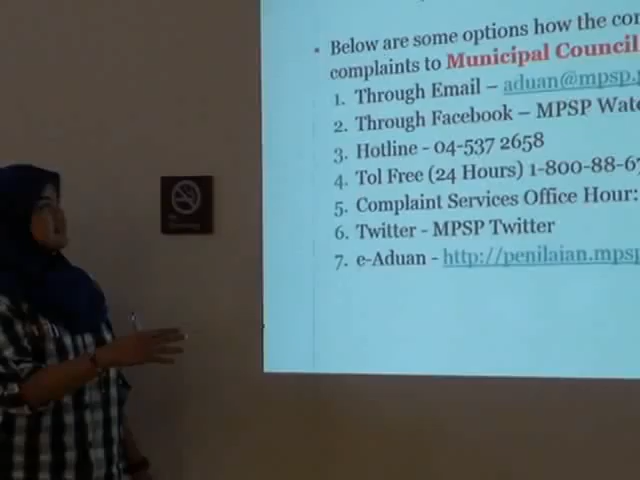 Below are some options how the
complaints to Municipal Council
1. Through Email – aduan@mpsp.
2. Through Facebook – MPSP
3. Hotline - 04-537 2658
4. Tol Free (24 Hours) 1-800-88-6
5. Complaint Services Office Hour:
6. Twitter - MPSP Twitter
7. e-Aduan - http://penilaian.mpsp